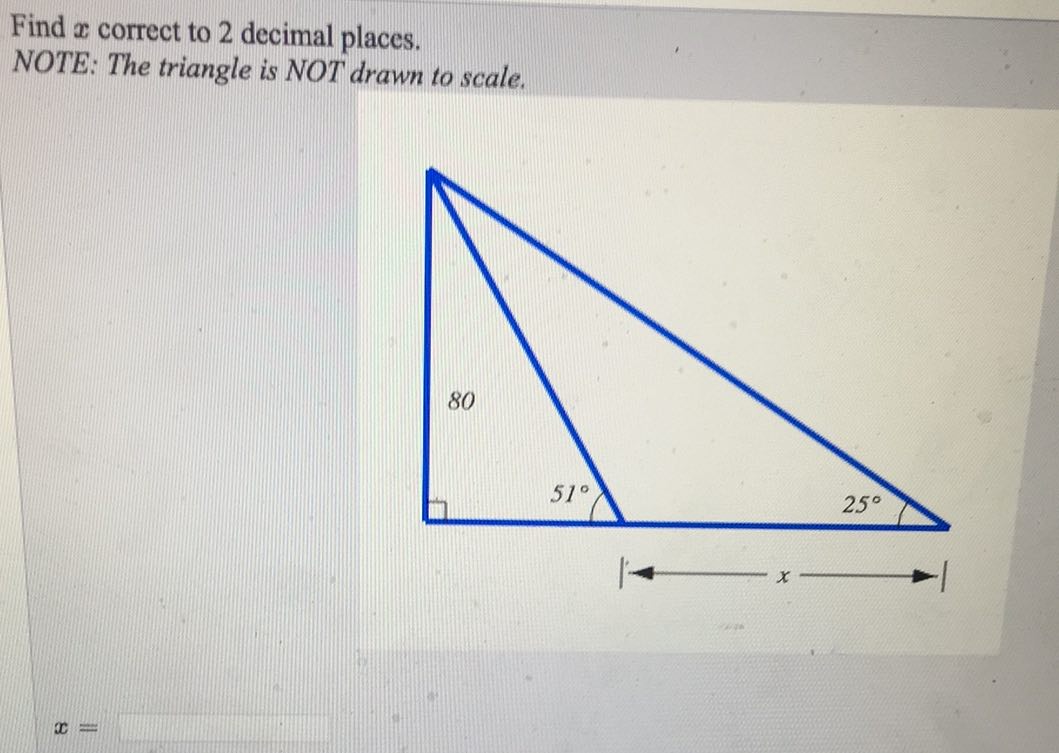 Find x correct to 2 decimal places.
NOTE: The triangle is NOT drawn to scale.
80
51°
25°
x
x =